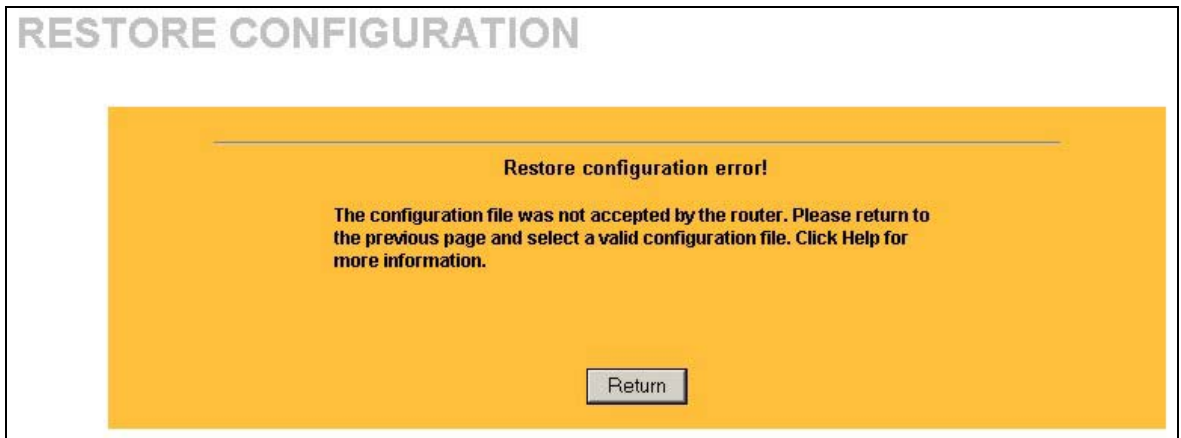 RESTORE CONFIGURATION
Restore configuration error!
The configuration file was not accepted by the router. Please return to
the previous page and select a valid configuration file. Click Help for
more information.
Return